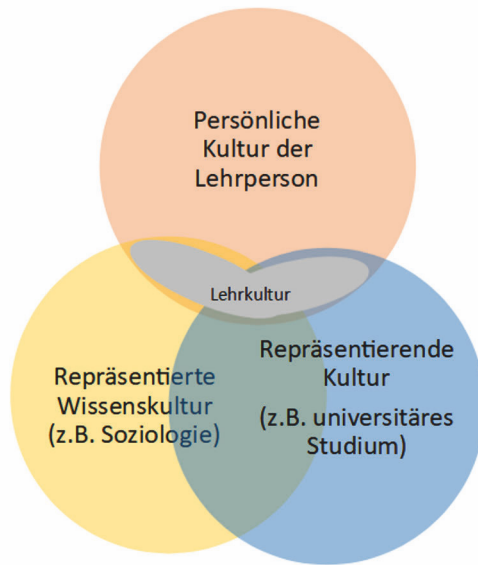 Persönliche
Kultur der
Lehrperson
Lehrkultur
Repräsentierte
Wissenskultur
(z.B. Soziologie)
Repräsentierende
Kultur
(z.B. universitäres
Studium)